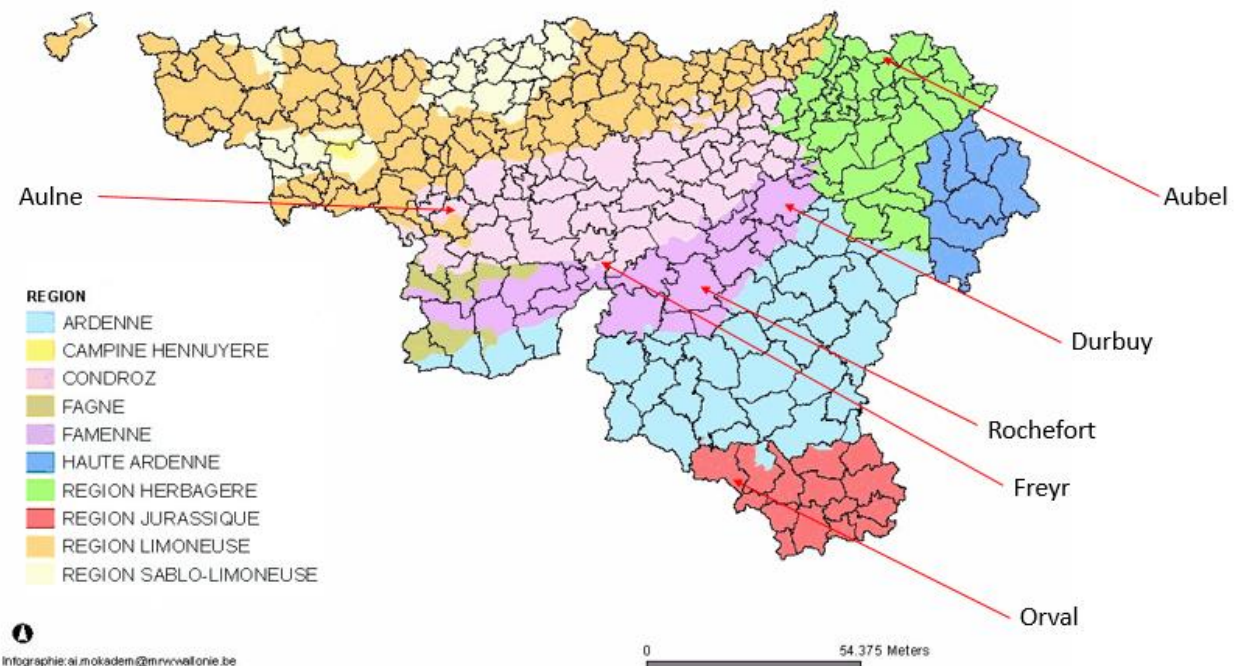 Aulne
Aubel
Durbuy
Rochefort
Freyr
Orval
REGION
ARDENNE
CAMPINE HENNUYERE
CONDROZ
FAGNE
FAMENNE
HAUTE ARDENNE
REGION HERBAGERE
REGION JURASSIQUE
REGION LIMONEUSE
REGION SABLO-LIMONEUSE
Infographie:ai.mokadem@mrw.wallonie.be
0 54.375 Meters